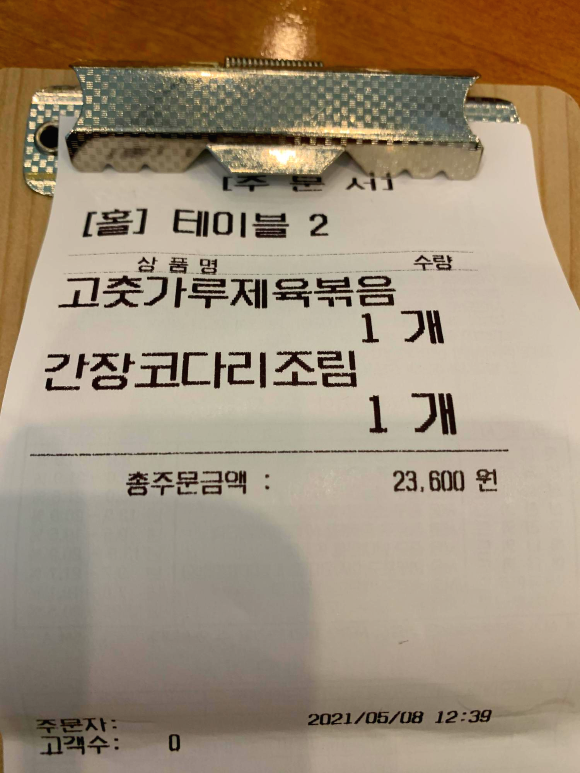 [주 문 서]
[홀] 테이블 2
상 품 명 수량
고춧가루제육볶음
1 개
간장코다리조림
1 개
총주문금액 : 23,600 원
주문자: 2021/05/08 12:39
고객수: 0